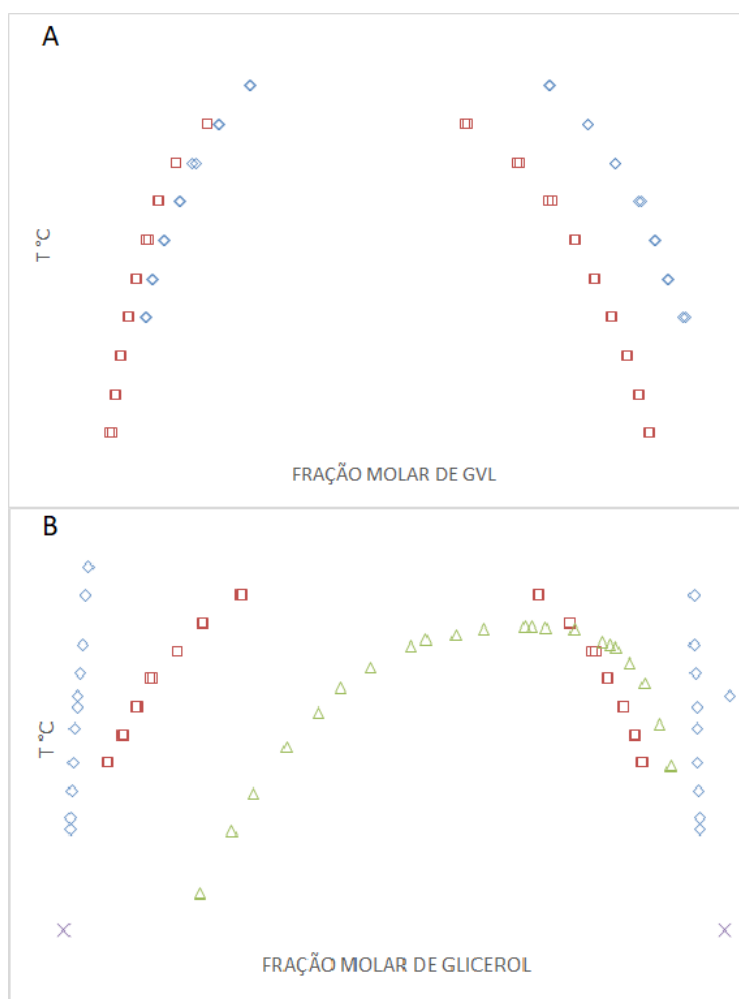 A
T °C
FRAÇÃO MOLAR DE GVL
B
T °C
FRAÇÃO MOLAR DE GLICEROL